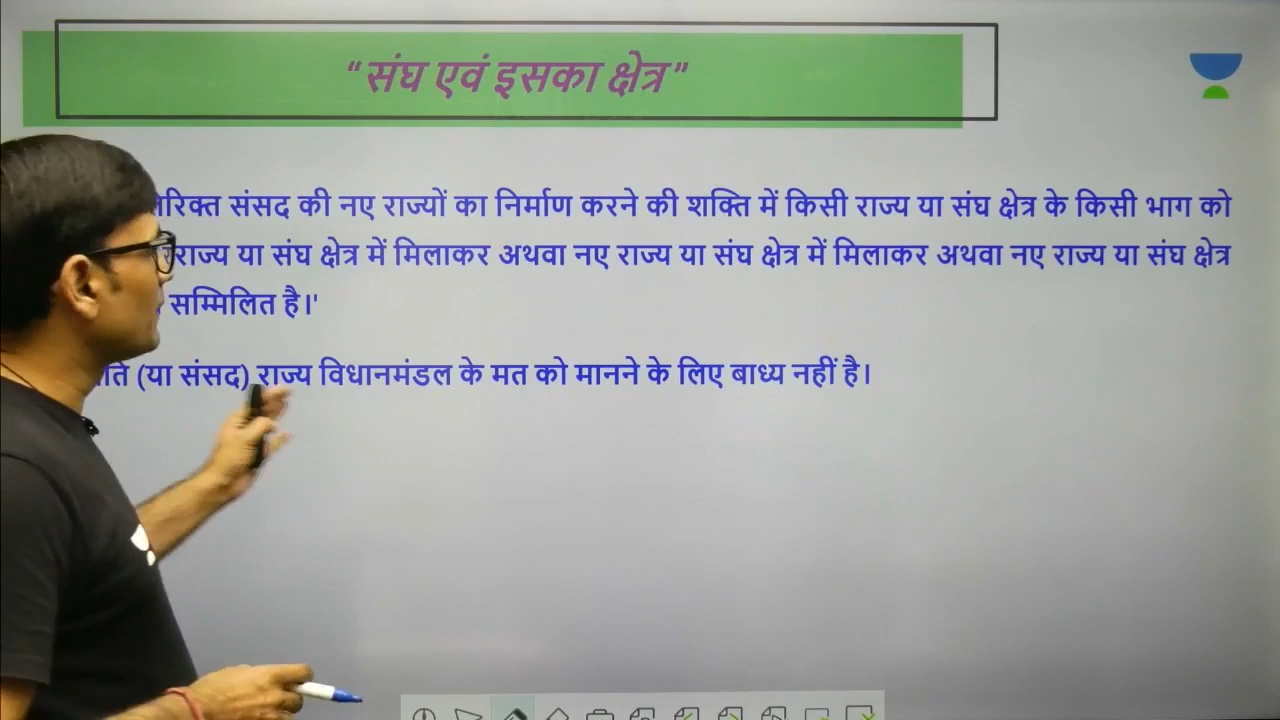 “संघ एवं इसका क्षेत्र”
संसद की नए राज्यों का निर्माण करने की शक्ति में किसी राज्य या संघ क्षेत्र के किसी भाग को
राज्य या संघ क्षेत्र में मिलाकर अथवा नए राज्य या संघ क्षेत्र में मिलाकर अथवा नए राज्य या संघ क्षेत्र
सम्मिलित है।'
(या संसद) राज्य विधानमंडल के मत को मानने के लिए बाध्य नहीं है।